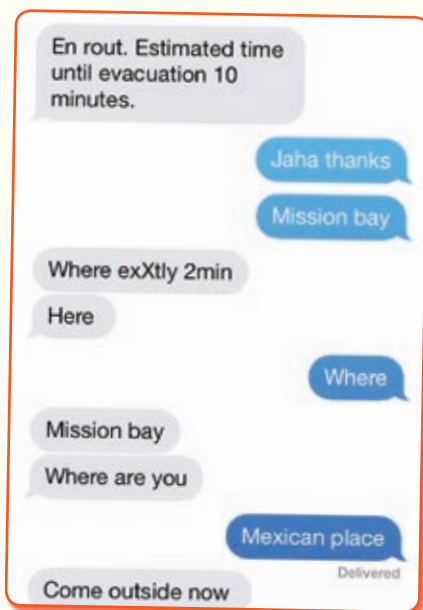 En rout. Estimated time
until evacuation 10
minutes.
Jaha thanks
Mission bay
Where exXtly 2min
Here
Where
Mission bay
Where are you
Mexican place
Delivered
Come outside now